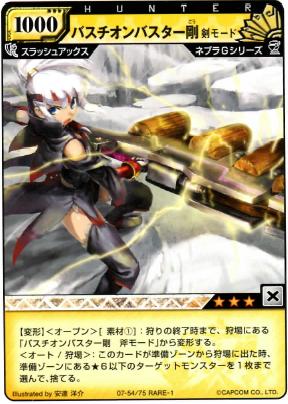 HUNTER
1000
バスチオンバスター剛 剣モード
ごう
スラッシュアックス
ネブラGシリーズ
【変形】<オープン>[ 素材①] : 狩りの終了時まで、狩場にある
「バスチオンバスター剛 斧モード」から変形する。
<オート / 狩場> : このカードが準備ゾーンから狩場に出た時、
準備ゾーンにある★6以下のターゲットモンスターを1枚まで
選んで、捨てる。
Illustrated by 安達 洋介
07-54/75 RARE-1
©CAPCOM CO., LTD.